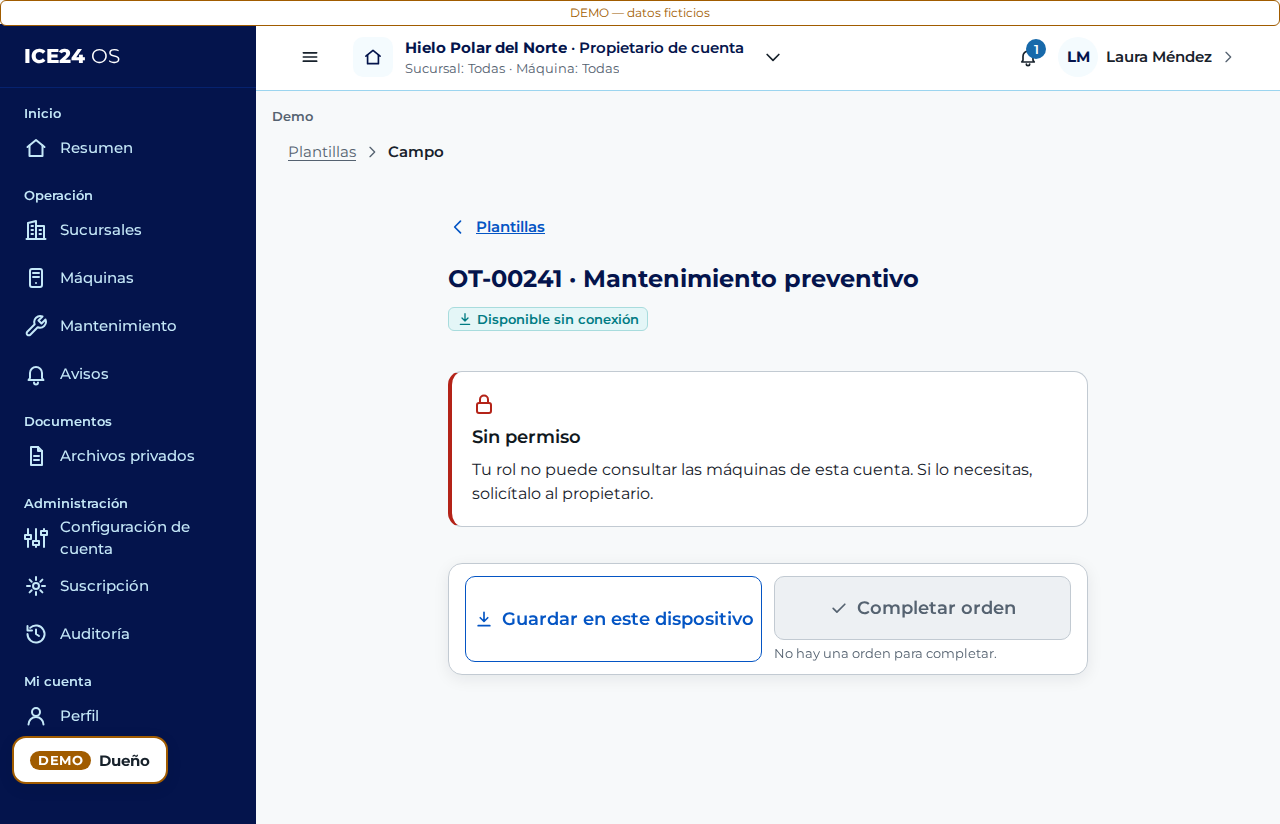 DEMO — datos ficticios
ICE24 OS
Hielo Polar del Norte · Propietario de cuenta
Sucursal: Todas · Máquina: Todas
1
LM
Laura Méndez
Inicio
Resumen
Operación
Sucursales
Máquinas
Mantenimiento
Avisos
Documentos
Archivos privados
Administración
Configuración de
cuenta
Suscripción
Auditoría
Mi cuenta
Perfil
DEMO Dueño
Demo
Plantillas > Campo
Plantillas
OT-00241 · Mantenimiento preventivo
Disponible sin conexión
Sin permiso
Tu rol no puede consultar las máquinas de esta cuenta. Si lo necesitas,
solicítalo al propietario.
Guardar en este dispositivo
Completar orden
No hay una orden para completar.